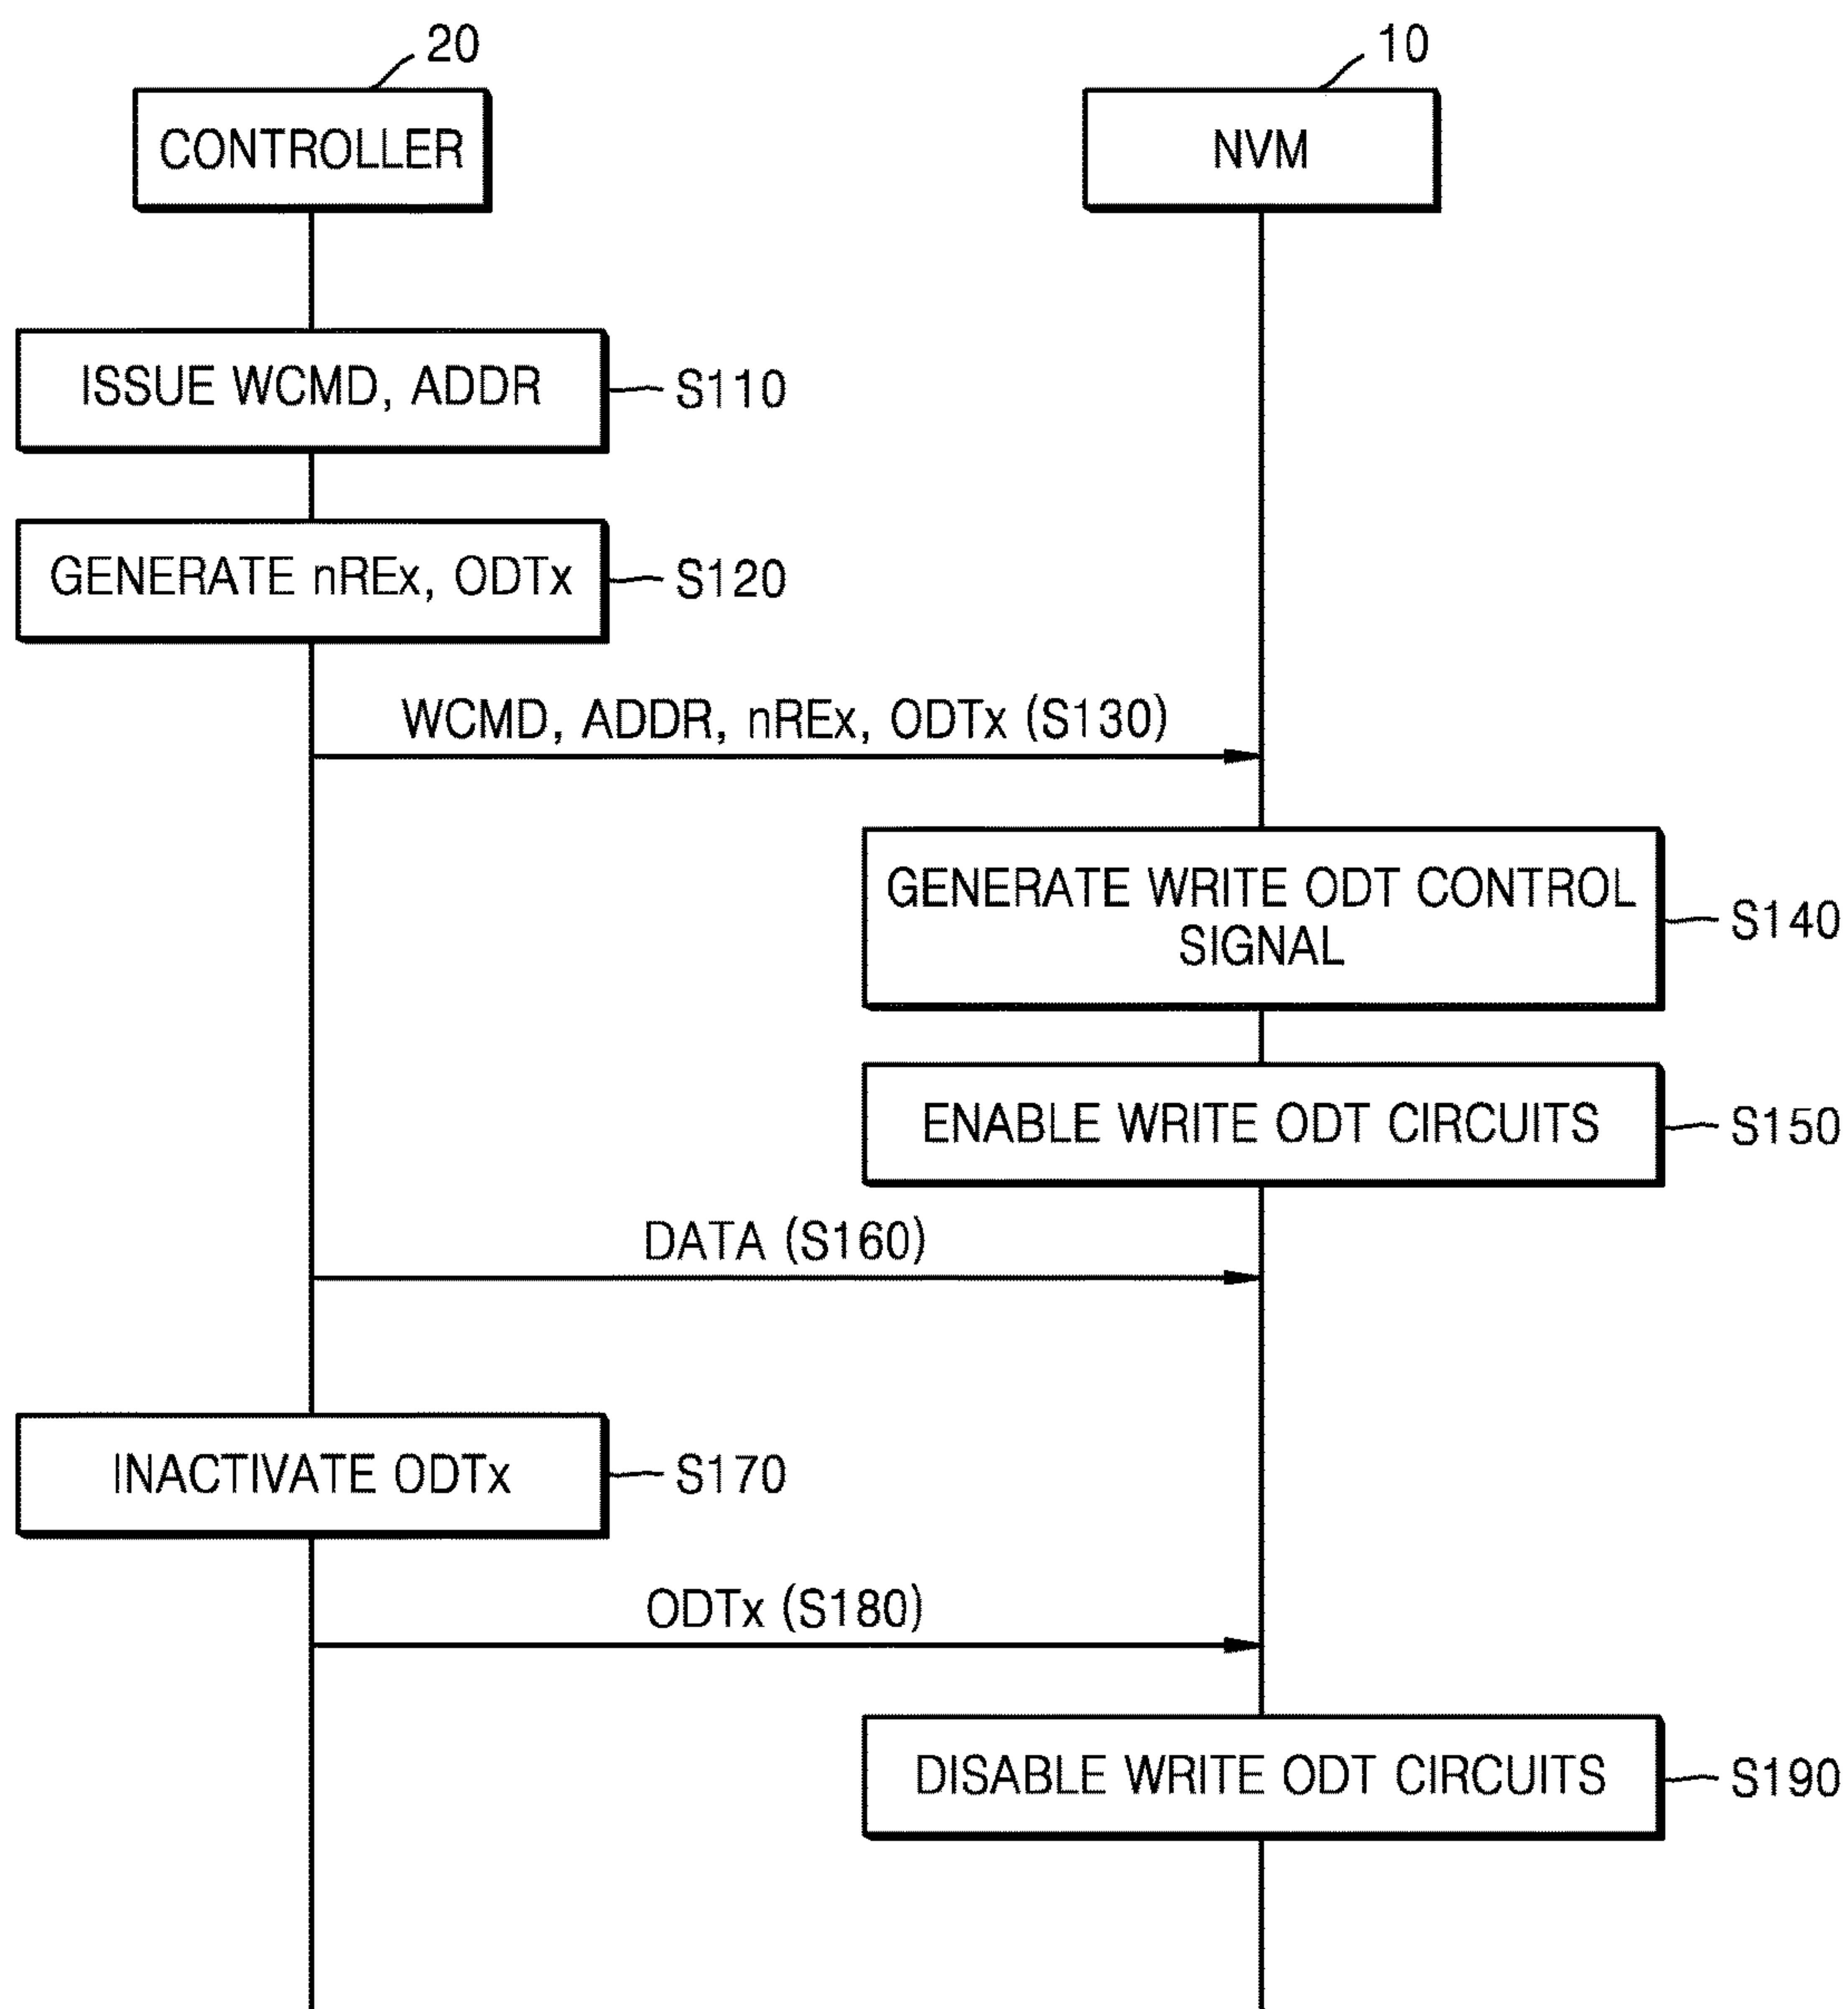 20
10
CONTROLLER
NVM
ISSUE WCMD, ADDR
S110
GENERATE nREx, ODTx
S120
WCMD, ADDR, nREx, ODTx (S130)
GENERATE WRITE ODT CONTROL
SIGNAL
S140
ENABLE WRITE ODT CIRCUITS
S150
DATA (S160)
INACTIVATE ODTx
S170
ODTx (S180)
DISABLE WRITE ODT CIRCUITS
S190